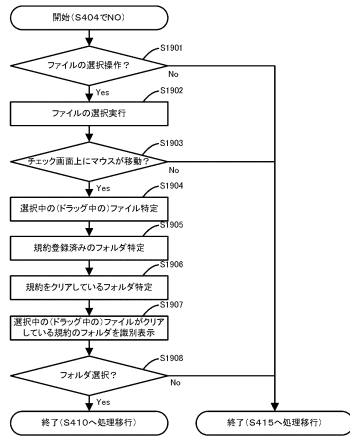 開始(S404でNO)
S1901
ファイルの選択操作?
No
Yes
S1902
ファイルの選択実行
S1903
チェック画面上にマウスが移動?
No
Yes
S1904
選択中の(ドラッグ中の)ファイル特定
S1905
規約登録済みのフォルダ特定
S1906
規約をクリアしているフォルダ特定
S1907
選択中の(ドラッグ中の)ファイルがクリア
している規約のフォルダを識別表示
S1908
フォルダ選択?
No
Yes
終了(S410へ処理移行)
終了(S415へ処理移行)